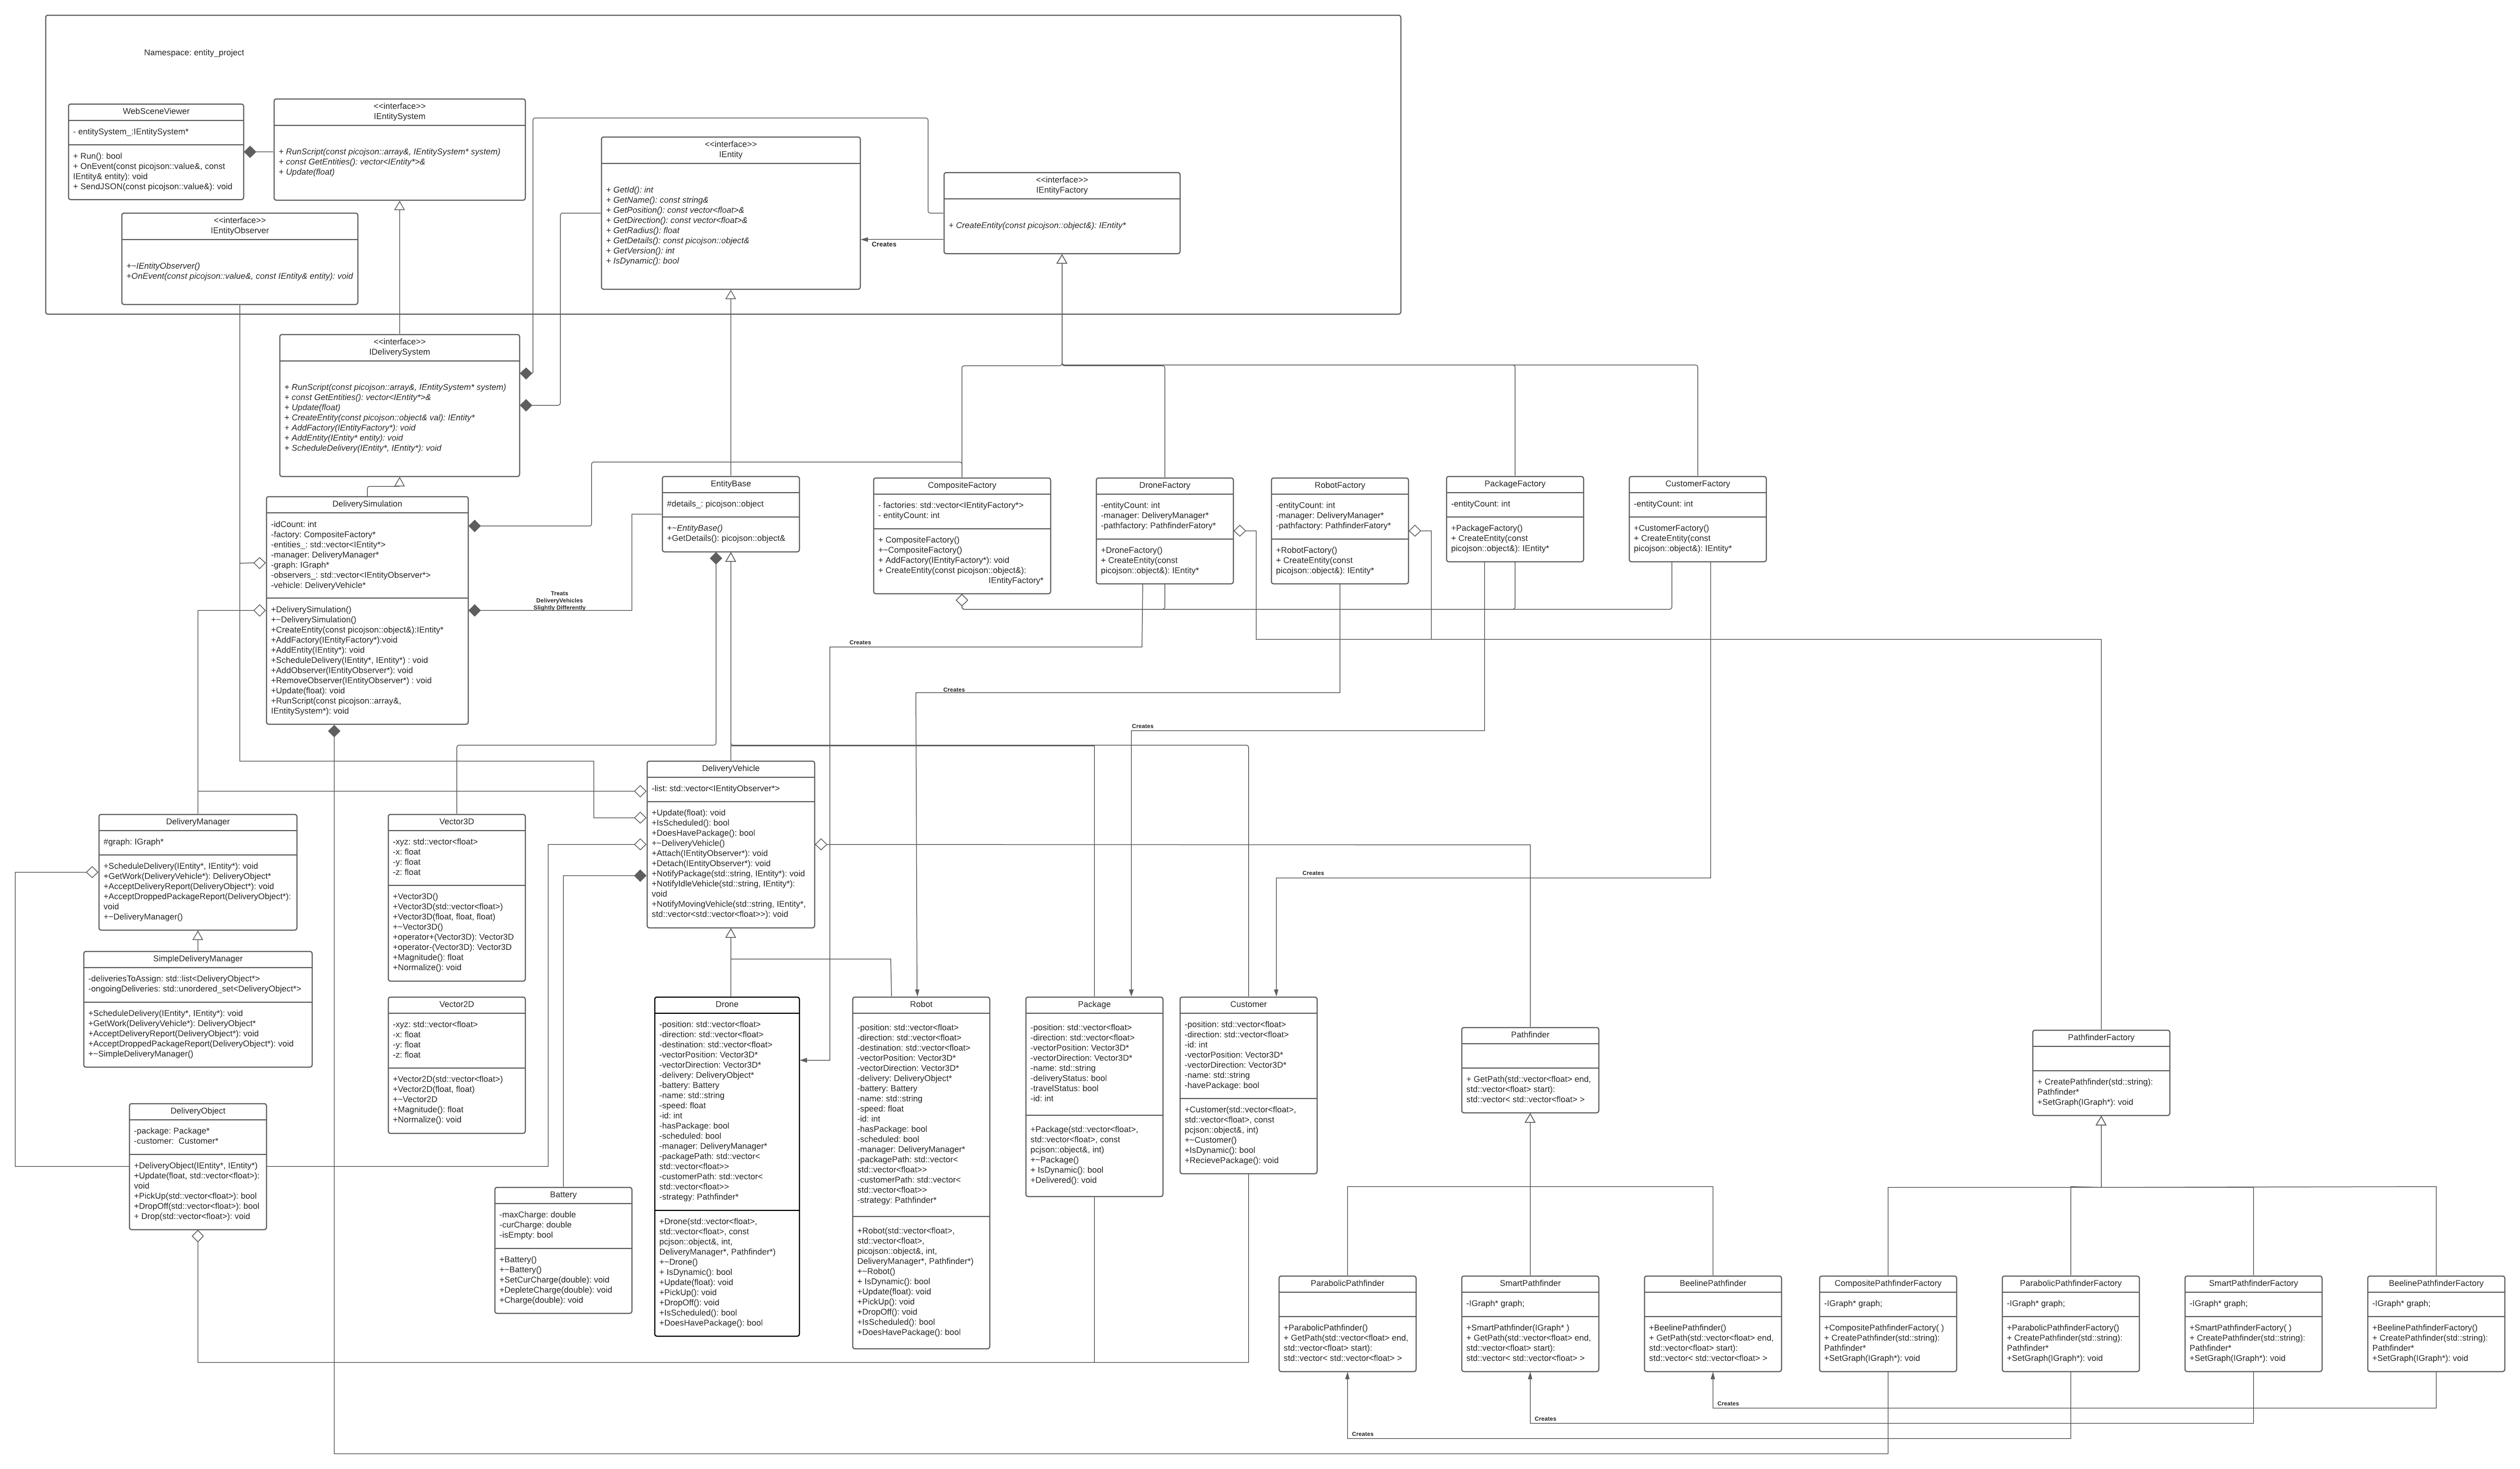 Namespace: entity_project
WebSceneViewer
- entitySystem_:IEntitySystem*
+ Run(): bool
+ OnEvent(const picojson::value&, const
IEntity& entity): void
+ SendJSON(const picojson::value&): void
<<interface>>
IEntitySystem
+ RunScript(const picojson::array&, IEntitySystem* system)
+ const GetEntities(): vector<IEntity*>&
+ Update(float)
<<interface>>
IEntityObserver
+~IEntityObserver()
+OnEvent(const picojson::value&, const IEntity& entity): void
<<interface>>
IEntity
+ GetId(): int
+ GetName(): const string&
+ GetPosition(): const vector<float>&
+ GetDirection(): const vector<float>&
+ GetRadius(): float
+ GetDetails(): const picojson::object&
+ GetVersion(): int
+ IsDynamic(): bool
<<interface>>
IEntityFactory
+ CreateEntity(const picojson::object&): IEntity*
Creates
<<interface>>
IDeliverySystem
+ RunScript(const picojson::array&, IEntitySystem* system)
+ const GetEntities(): vector<IEntity*>&
+ Update(float)
+ CreateEntity(const picojson::object& val): IEntity*
+ AddFactory(IEntityFactory*): void
+ AddEntity(IEntity* entity): void
+ ScheduleDelivery(IEntity*, IEntity*): void
DeliverySimulation
-idCount: int
-factory: CompositeFactory*
-entities_: std::vector<IEntity*>
-manager: DeliveryManager*
-graph: IGraph*
-observers_: std::vector<IEntityObserver*>
-vehicle: DeliveryVehicle*
+DeliverySimulation()
+~DeliverySimulation()
+CreateEntity(const picojson::object&):IEntity*
+AddFactory(IEntityFactory*):void
+AddEntity(IEntity*): void
+ScheduleDelivery(IEntity*, IEntity*) : void
+AddObserver(IEntityObserver*): void
+RemoveObserver(IEntityObserver*) : void
+Update(float): void
+RunScript(const picojson::array&,
IEntitySystem*): void
EntityBase
#details_: picojson::object
+~EntityBase()
+GetDetails(): picojson::object&
Treats
DeliveryVehicles
Slightly Differently
CompositeFactory
- factories: std::vector<IEntityFactory*>
- entityCount: int
+ CompositeFactory()
+~CompositeFactory()
+ AddFactory(IEntityFactory*): void
+ CreateEntity(const picojson::object&):
IEntityFactory*
DroneFactory
-entityCount: int
-manager: DeliveryManager*
-pathfactory: PathfinderFatory*
+DroneFactory()
+ CreateEntity(const
picojson::object&): IEntity*
RobotFactory
-entityCount: int
-manager: DeliveryManager*
-pathfactory: PathfinderFatory*
+RobotFactory()
+ CreateEntity(const
picojson::object&): IEntity*
PackageFactory
-entityCount: int
+PackageFactory()
+ CreateEntity(const
picojson::object&): IEntity*
CustomerFactory
-entityCount: int
+CustomerFactory()
+ CreateEntity(const
picojson::object&): IEntity*
Creates
Creates
Creates
Creates
DeliveryVehicle
-list: std::vector<IEntityObserver*>
+Update(float): void
+IsScheduled(): bool
+DoesHavePackage(): bool
+~DeliveryVehicle()
+Attach(IEntityObserver*): void
+Detach(IEntityObserver*): void
+NotifyPackage(std::string, IEntity*): void
+NotifyIdleVehicle(std::string, IEntity*):
void
+NotifyMovingVehicle(std::string, IEntity*,
std::vector<std::vector<float>>): void
DeliveryManager
#graph: IGraph*
+ScheduleDelivery(IEntity*, IEntity*): void
+GetWork(DeliveryVehicle*): DeliveryObject*
+AcceptDeliveryReport(DeliveryObject*): void
+AcceptDroppedPackageReport(DeliveryObject*):
void
+~DeliveryManager()
SimpleDeliveryManager
-deliveriesToAssign: std::list<DeliveryObject*>
-ongoingDeliveries: std::unordered_set<DeliveryObject*>
+ScheduleDelivery(IEntity*, IEntity*): void
+GetWork(DeliveryVehicle*): DeliveryObject*
+AcceptDeliveryReport(DeliveryObject*): void
+AcceptDroppedPackageReport(DeliveryObject*): void
+~SimpleDeliveryManager()
DeliveryObject
-package: Package*
-customer:  Customer*
+DeliveryObject(IEntity*, IEntity*)
+Update(float, std::vector<float>):
void
+PickUp(std::vector<float>): bool
+DropOff(std::vector<float>): bool
+ Drop(std::vector<float>): void
Vector3D
-xyz: std::vector<float>
-x: float
-y: float
-z: float
+Vector3D()
+Vector3D(std::vector<float>)
+Vector3D(float, float, float)
+~Vector3D()
+operator+(Vector3D): Vector3D
+operator-(Vector3D): Vector3D
+Magnitude(): float
+Normalize(): void
Vector2D
-xyz: std::vector<float>
-x: float
-y: float
-z: float
+Vector2D(std::vector<float>)
+Vector2D(float, float)
+~Vector2D
+Magnitude(): float
+Normalize(): void
Battery
-maxCharge: double
-curCharge: double
-isEmpty: bool
+Battery()
+~Battery()
+SetCurCharge(double): void
+DepleteCharge(double): void
+Charge(double): void
Drone
-position: std::vector<float>
-direction: std::vector<float>
-destination: std::vector<float>
-vectorPosition: Vector3D*
-vectorDirection: Vector3D*
-delivery: DeliveryObject*
-battery: Battery
-name: std::string
-speed: float
-id: int
-hasPackage: bool
-scheduled: bool
-manager: DeliveryManager*
-packagePath: std::vector<
std::vector<float>>
-customerPath: std::vector<
std::vector<float>>
-strategy: Pathfinder*
+Drone(std::vector<float>,
std::vector<float>, const
pcjson::object&, int,
DeliveryManager*, Pathfinder*)
+~Drone()
+ IsDynamic(): bool
+Update(float): void
+PickUp(): void
+DropOff(): void
+IsScheduled(): bool
+DoesHavePackage(): bool
Robot
-position: std::vector<float>
-direction: std::vector<float>
-destination: std::vector<float>
-vectorPosition: Vector3D*
-vectorDirection: Vector3D*
-delivery: DeliveryObject*
-battery: Battery
-name: std::string
-speed: float
-id: int
-hasPackage: bool
-scheduled: bool
-manager: DeliveryManager*
-packagePath: std::vector<
std::vector<float>>
-customerPath: std::vector<
std::vector<float>>
-strategy: Pathfinder*
+Robot(std::vector<float>,
std::vector<float>,
picojson::object&, int,
DeliveryManager*, Pathfinder*)
+~Robot()
+ IsDynamic(): bool
+Update(float): void
+PickUp(): void
+DropOff(): void
+IsScheduled(): bool
+DoesHavePackage(): bool
Package
-position: std::vector<float>
-direction: std::vector<float>
-vectorPosition: Vector3D*
-vectorDirection: Vector3D*
-name: std::string
-deliveryStatus: bool
-travelStatus: bool
-id: int
+Package(std::vector<float>,
std::vector<float>, const
pcjson::object&, int)
+~Package()
+ IsDynamic(): bool
+Delivered(): void
Customer
-position: std::vector<float>
-direction: std::vector<float>
-id: int
-vectorPosition: Vector3D*
-vectorDirection: Vector3D*
-name: std::string
-havePackage: bool
+Customer(std::vector<float>,
std::vector<float>, const
pcjson::object&, int)
+~Customer()
+IsDynamic(): bool
+RecievePackage(): void
Pathfinder
+ GetPath(std::vector<float> end,
std::vector<float> start):
std::vector< std::vector<float> >
PathfinderFactory
+ CreatePathfinder(std::string):
Pathfinder*
+SetGraph(IGraph*): void
ParabolicPathfinder
+ParabolicPathfinder()
+ GetPath(std::vector<float> end,
std::vector<float> start):
std::vector< std::vector<float> >
SmartPathfinder
-IGraph* graph;
+SmartPathfinder(IGraph* )
+ GetPath(std::vector<float> end,
std::vector<float> start):
std::vector< std::vector<float> >
BeelinePathfinder
+BeelinePathfinder()
+ GetPath(std::vector<float> end,
std::vector<float> start):
std::vector< std::vector<float> >
CompositePathfinderFactory
-IGraph* graph;
+CompositePathfinderFactory( )
+ CreatePathfinder(std::string):
Pathfinder*
+SetGraph(IGraph*): void
ParabolicPathfinderFactory
-IGraph* graph;
+ParabolicPathfinderFactory()
+ CreatePathfinder(std::string):
Pathfinder*
+SetGraph(IGraph*): void
SmartPathfinderFactory
-IGraph* graph;
+SmartPathfinderFactory( )
+ CreatePathfinder(std::string):
Pathfinder*
+SetGraph(IGraph*): void
BeelinePathfinderFactory
-IGraph* graph;
+BeelinePathfinderFactory()
+ CreatePathfinder(std::string):
Pathfinder*
+SetGraph(IGraph*): void
Creates
Creates
Creates